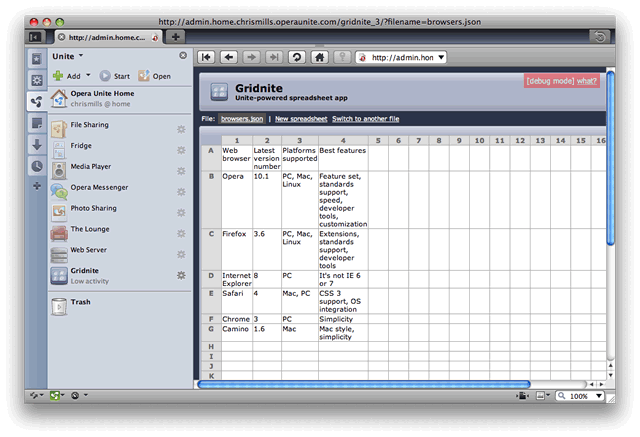 http://admin.home.chrismills.operaunite.com/gridnite_3/?filename=browsers.json
http://admin.home.c...
Unite
Add Start Open
Opera Unite Home
chrismills @ home
File Sharing
Fridge
Media Player
Opera Messenger
Photo Sharing
The Lounge
Web Server
Gridnite
Low activity
Trash
http://admin.hon
[debug mode] what?
Gridnite
Unite-powered spreadsheet app
File: browsers.json | New spreadsheet Switch to another file
1 2 3 4 5 6 7 8 9 10 11 12 13 14 15 16
A Web browser Latest version number Platforms supported Best features
B Opera 10.1 PC, Mac, Linux Feature set, standards support, speed, developer tools, customization
C Firefox 3.6 PC, Mac, Linux Extensions, standards support, developer tools
D Internet Explorer 8 PC It's not IE 6 or 7
E Safari 4 Mac, PC CSS 3 support, OS integration
F Chrome 3 PC Simplicity
G Camino 1.6 Mac Mac style, simplicity
H
I
J
K
100%